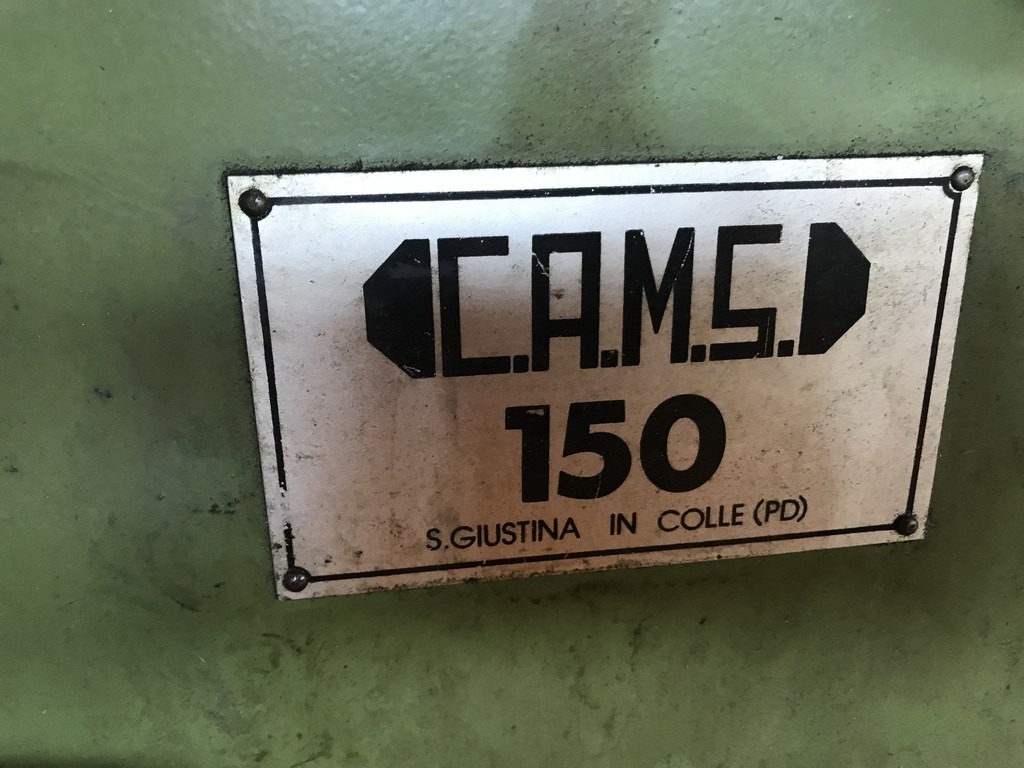 C.A.M.S.
150
S.GIUSTINA IN COLLE (PD)